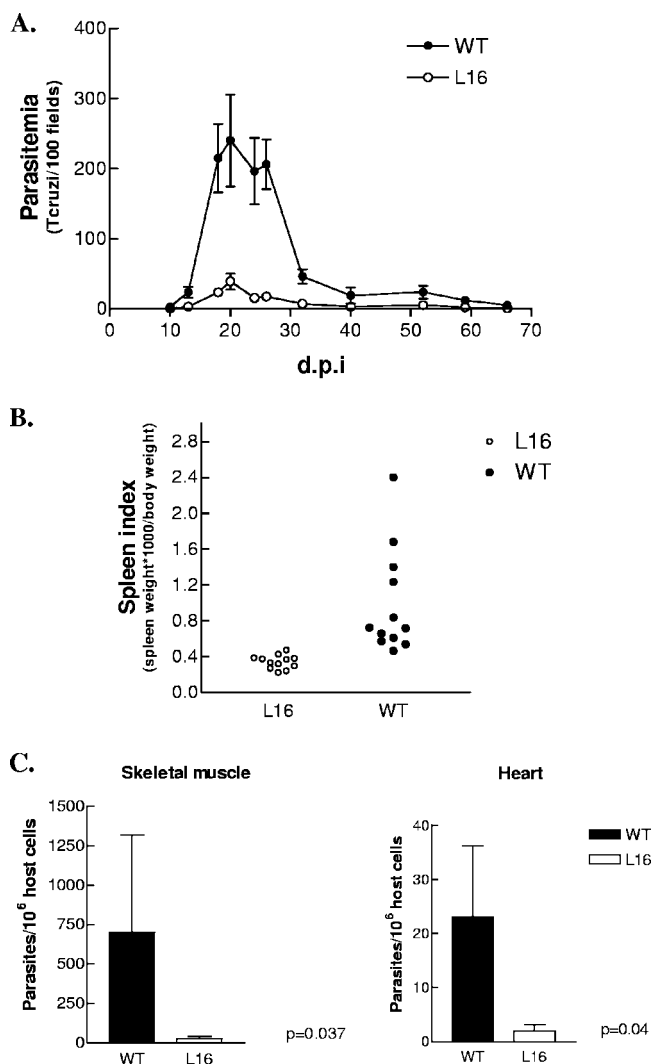 A.
WT
L16
400
300
200
100
0
Parasitemia
(Tcruzi/100 fields)
0 10 20 30 40 50 60 70
d.p.i
B.
L16
WT
2.8
2.4
2.0
1.6
1.2
0.8
0.4
0.0
Spleen index
(spleen weight*1000/body weight)
L16 WT
C.
Skeletal muscle
1500
1250
1000
750
500
250
0
Parasites/10⁶ host cells
WT L16
p=0.037
Heart
40
30
20
10
0
Parasites/10⁶ host cells
WT L16
p=0.04
WT
L16